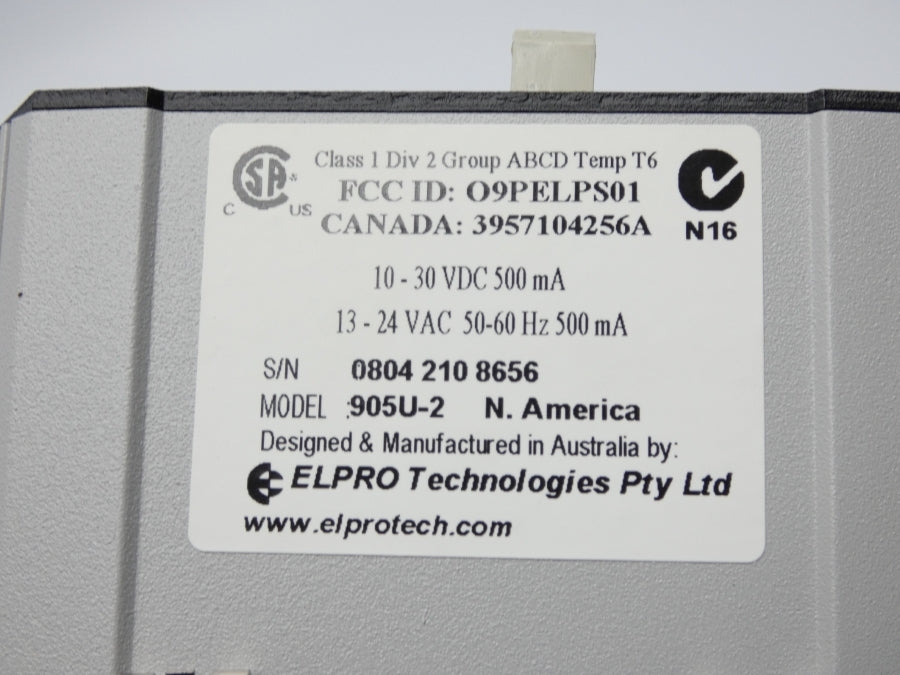 Class 1 Div 2 Group ABCD Temp T6
SA
C US
FCC ID: O9PELPS01
CANADA: 3957104256A
N16
10 - 30 VDC 500 mA
13 - 24 VAC 50-60 Hz 500 mA
S/N 0804 210 8656
MODEL :905U-2 N. America
Designed & Manufactured in Australia by:
ELPRO Technologies Pty Ltd
www.elprotech.com